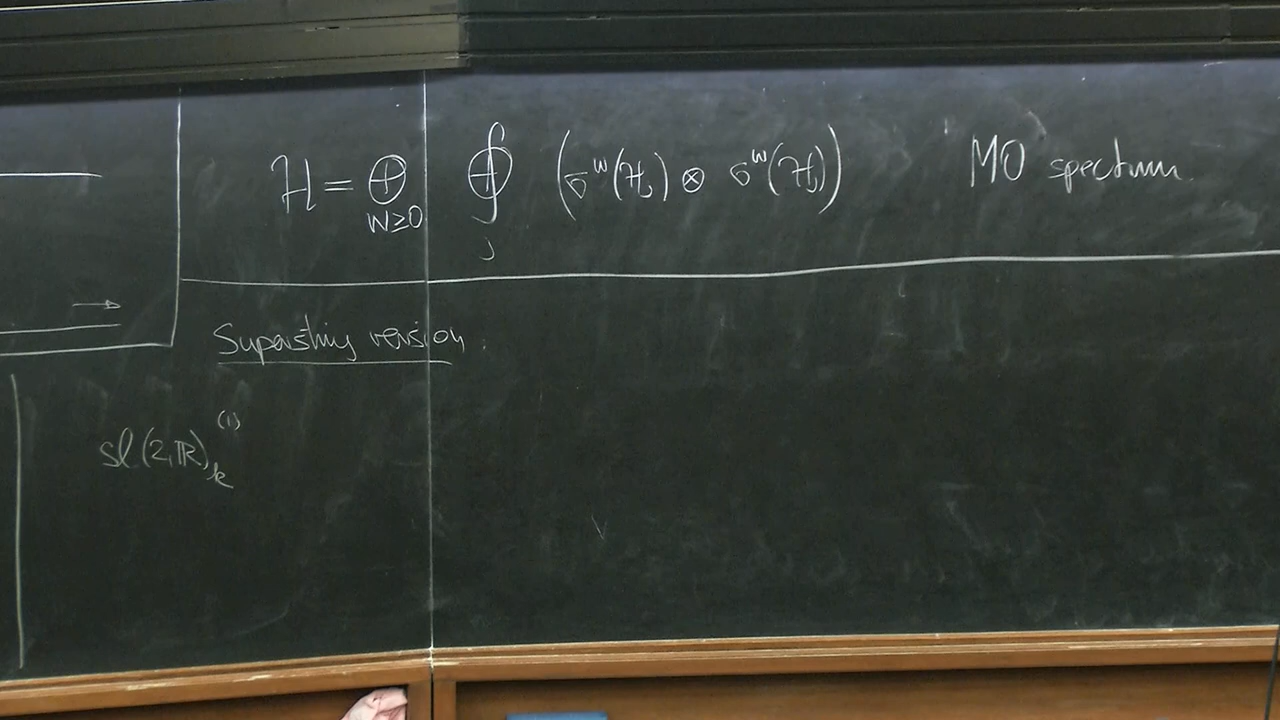 H = ⊕_{w≥0} ∮_j (σ^w(H_j) ⊗ σ^w(H_j)) MO spectrum
Superstring version.
sl(2,ℝ)_k^{(1)}